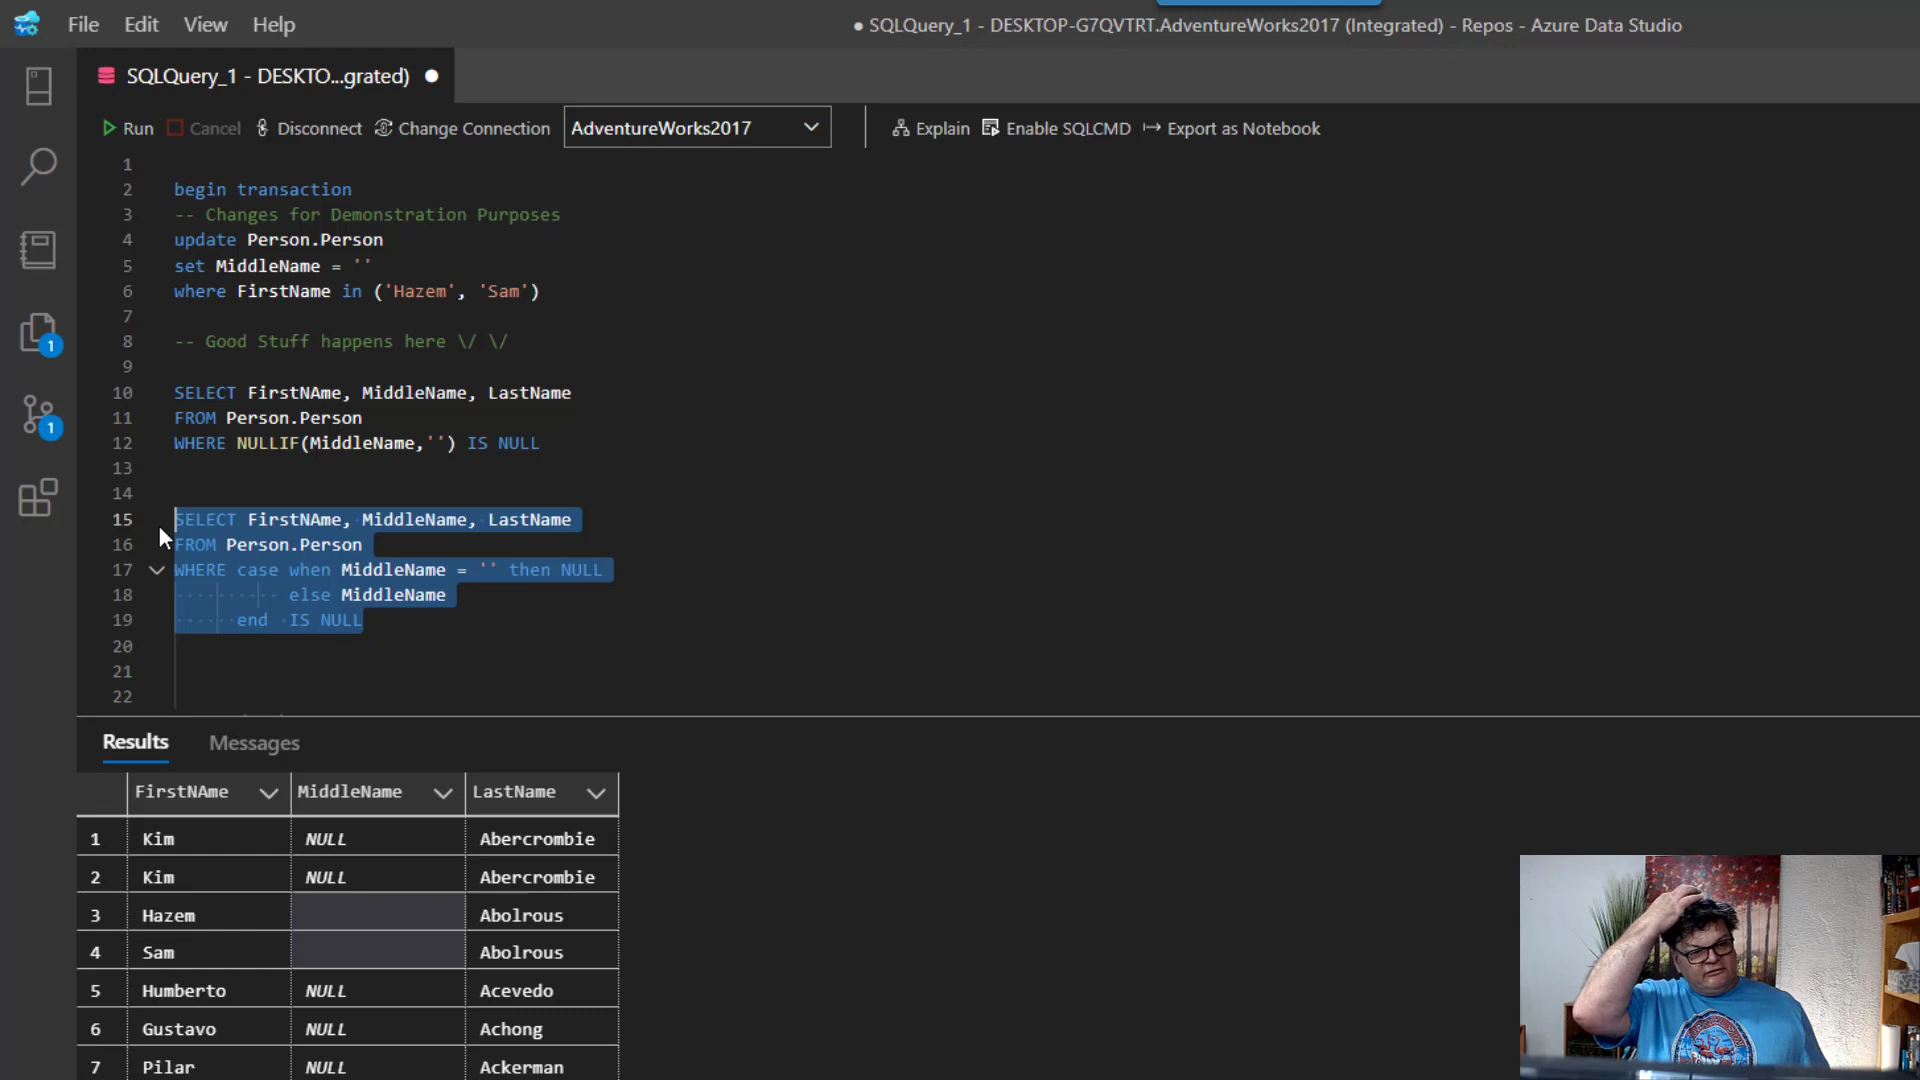 File Edit View Help
● SQLQuery_1 - DESKTOP-G7QVTRT.AdventureWorks2017 (Integrated) - Repos - Azure Data Studio
SQLQuery_1 - DESKTO...grated) ●
Run Cancel Disconnect Change Connection AdventureWorks2017 Explain Enable SQLCMD Export as Notebook
1
2 begin transaction
3 -- Changes for Demonstration Purposes
4 update Person.Person
5 set MiddleName = ''
6 where FirstName in ('Hazem', 'Sam')
7
8 -- Good Stuff happens here \/ \/
9
10 SELECT FirstNAme, MiddleName, LastName
11 FROM Person.Person
12 WHERE NULLIF(MiddleName,'') IS NULL
13
14
15 SELECT FirstNAme, MiddleName, LastName
16 FROM Person.Person
17 WHERE case when MiddleName = '' then NULL
18 else MiddleName
19 end IS NULL
20
21
22
1
1
Results Messages
FirstNAme MiddleName LastName
1 Kim NULL Abercrombie
2 Kim NULL Abercrombie
3 Hazem Abolrous
4 Sam Abolrous
5 Humberto NULL Acevedo
6 Gustavo NULL Achong
7 Pilar NULL Ackerman